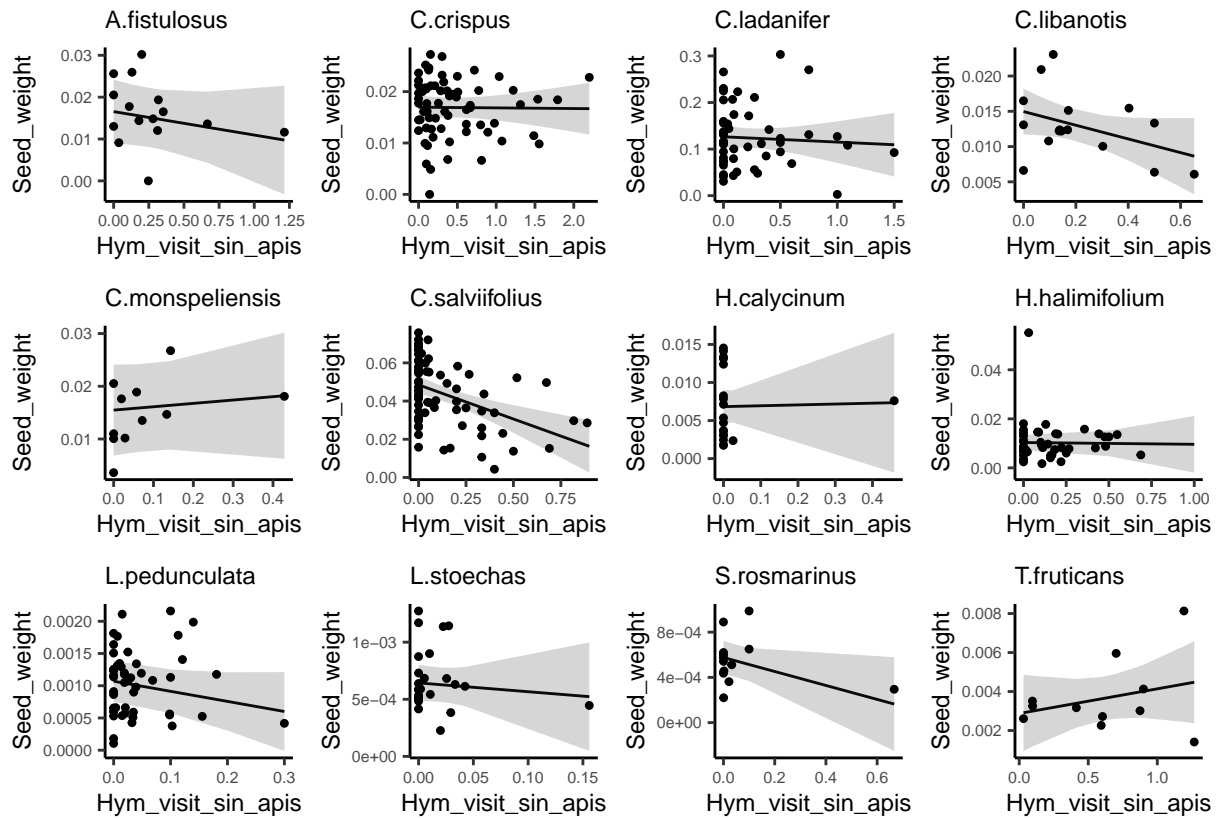 A.fistulosus
Seed_weight
0.03
0.02
0.01
0.00
0.00 0.25 0.50 0.75 1.00 1.25
Hym_visit_sin_apis
C.crispus
Seed_weight
0.02
0.01
0.00
0.0 0.5 1.0 1.5 2.0
Hym_visit_sin_apis
C.ladanifer
Seed_weight
0.3
0.2
0.1
0.0
0.0 0.5 1.0 1.5
Hym_visit_sin_apis
C.libanotis
Seed_weight
0.020
0.015
0.010
0.005
0.0 0.2 0.4 0.6
Hym_visit_sin_apis
C.monspeliensis
Seed_weight
0.03
0.02
0.01
0.0 0.1 0.2 0.3 0.4
Hym_visit_sin_apis
C.salviifolius
Seed_weight
0.06
0.04
0.02
0.00
0.00 0.25 0.50 0.75
Hym_visit_sin_apis
H.calycinum
Seed_weight
0.015
0.010
0.005
0.000
0.0 0.1 0.2 0.3 0.4
Hym_visit_sin_apis
H.halimifolium
Seed_weight
0.04
0.02
0.00
0.00 0.25 0.50 0.75 1.00
Hym_visit_sin_apis
L.pedunculata
Seed_weight
0.0020
0.0015
0.0010
0.0005
0.0000
0.0 0.1 0.2 0.3
Hym_visit_sin_apis
L.stoechas
Seed_weight
1e−03
5e−04
0e+00
0.00 0.05 0.10 0.15
Hym_visit_sin_apis
S.rosmarinus
Seed_weight
8e−04
4e−04
0e+00
0.0 0.2 0.4 0.6
Hym_visit_sin_apis
T.fruticans
Seed_weight
0.008
0.006
0.004
0.002
0.0 0.5 1.0
Hym_visit_sin_apis